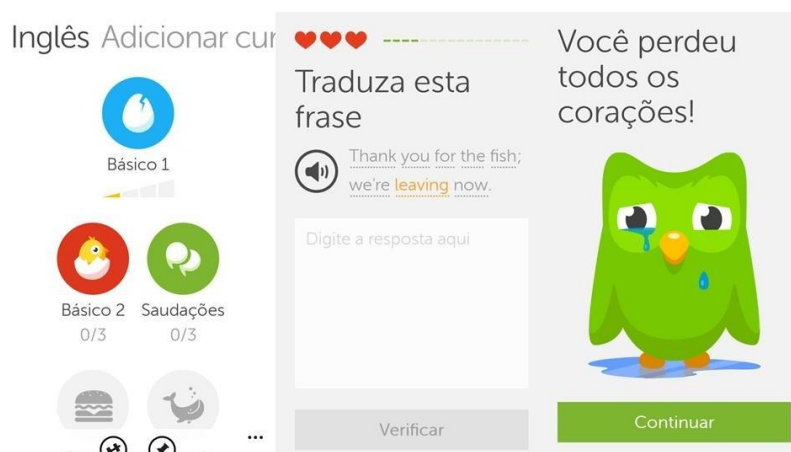 Inglês Adicionar cur
Básico 1
Básico 2 Saudações
0/3 0/3
...
Traduza esta
frase
Thank you for the fish;
we're leaving now.
Digite a resposta aqui
Verificar
Você perdeu
todos os
corações!
Continuar